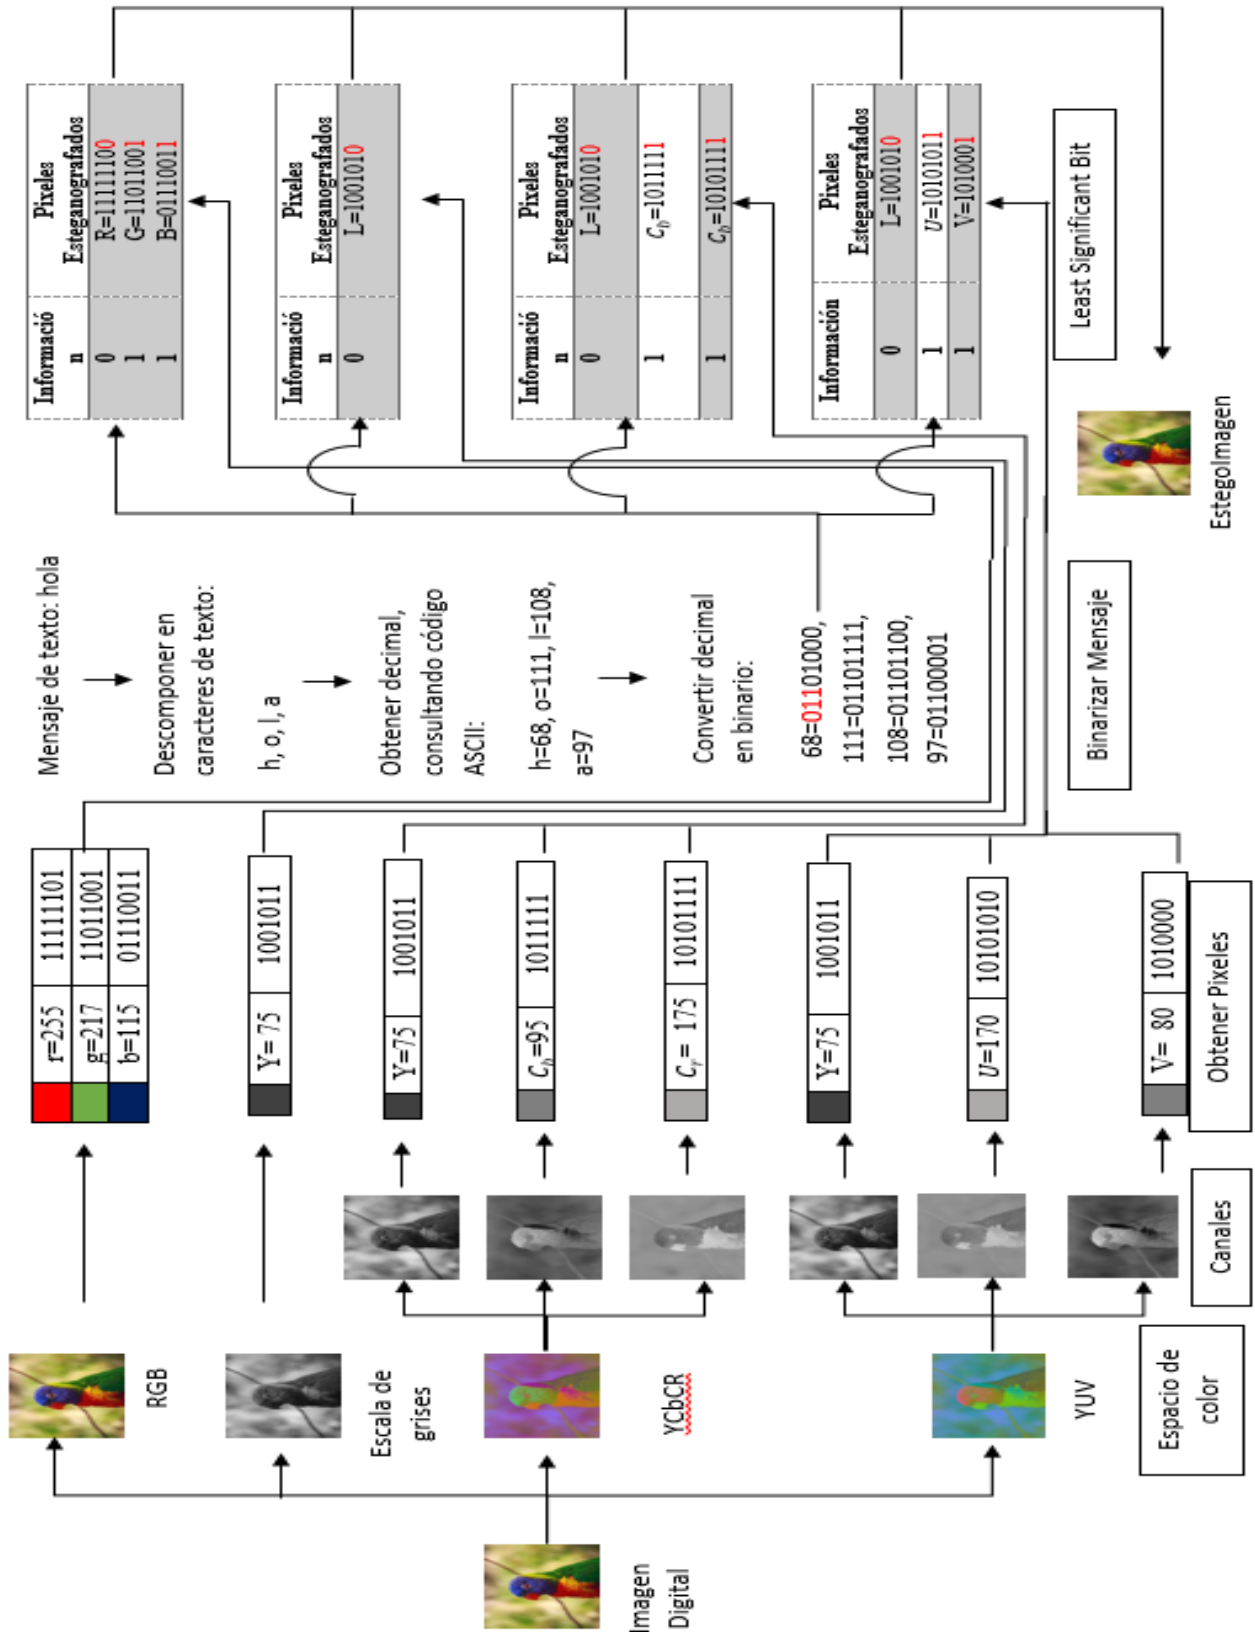 Imagen
Digital
RGB
Escala de
grises
YCbCR
YUV
Espacio de
color
Canales
r=255 11111101
g=217 11011001
b=115 01110011
Y= 75 1001011
Y=75 1001011
Cb=95 1011111
Cr= 175 10101111
Y=75 1001011
U=170 10101010
V= 80 1010000
Obtener Pixeles
Mensaje de texto: hola
Descomponer en
caracteres de texto:
h, o, l, a
Obtener decimal,
consultando código
ASCII:
h=68, o=111, l=108,
a=97
Convertir decimal
en binario:
68=01101000,
111=01101111,
108=01101100,
97=01100001
Binarizar Mensaje
Informació
n
Pixeles
Esteganografados
0 R=11111100
1 G=11011001
1 B=01110011
Informació
n
Pixeles
Esteganografados
0 L=1001010
Informació
n
Pixeles
Esteganografados
0 L=1001010
1 Cb=1011111
1 Cb=10101111
Información
Pixeles
Esteganografados
0 L=1001010
1 U=10101011
1 V=1010001
Least Significant Bit
EstegoImagen